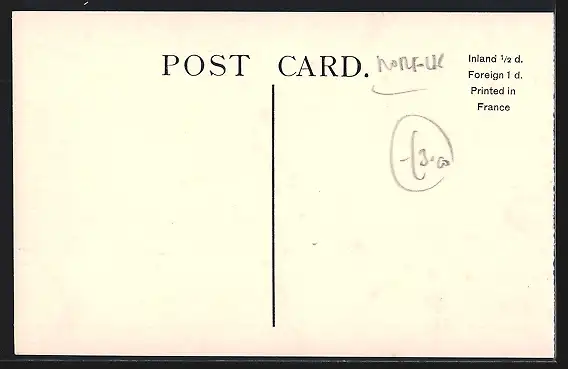 POST CARD.
NORFOLK
Inland ½ d.
Foreign 1 d.
Printed in
France